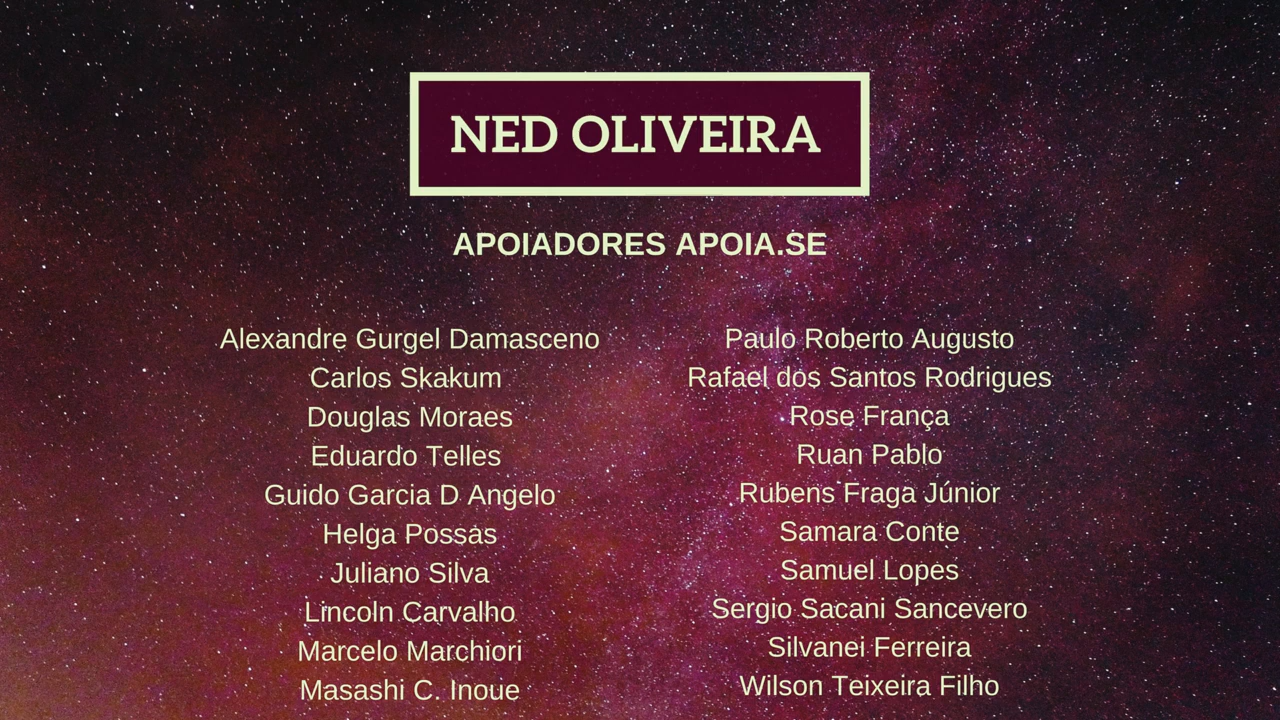 NED OLIVEIRA
APOIADORES APOIA.SE
Alexandre Gurgel Damasceno
Carlos Skakum
Douglas Moraes
Eduardo Telles
Guido Garcia D Angelo
Helga Possas
Juliano Silva
Lincoln Carvalho
Marcelo Marchiori
Masashi C. Inoue
Paulo Roberto Augusto
Rafael dos Santos Rodrigues
Rose França
Ruan Pablo
Rubens Fraga Júnior
Samara Conte
Samuel Lopes
Sergio Sacani Sancevero
Silvanei Ferreira
Wilson Teixeira Filho